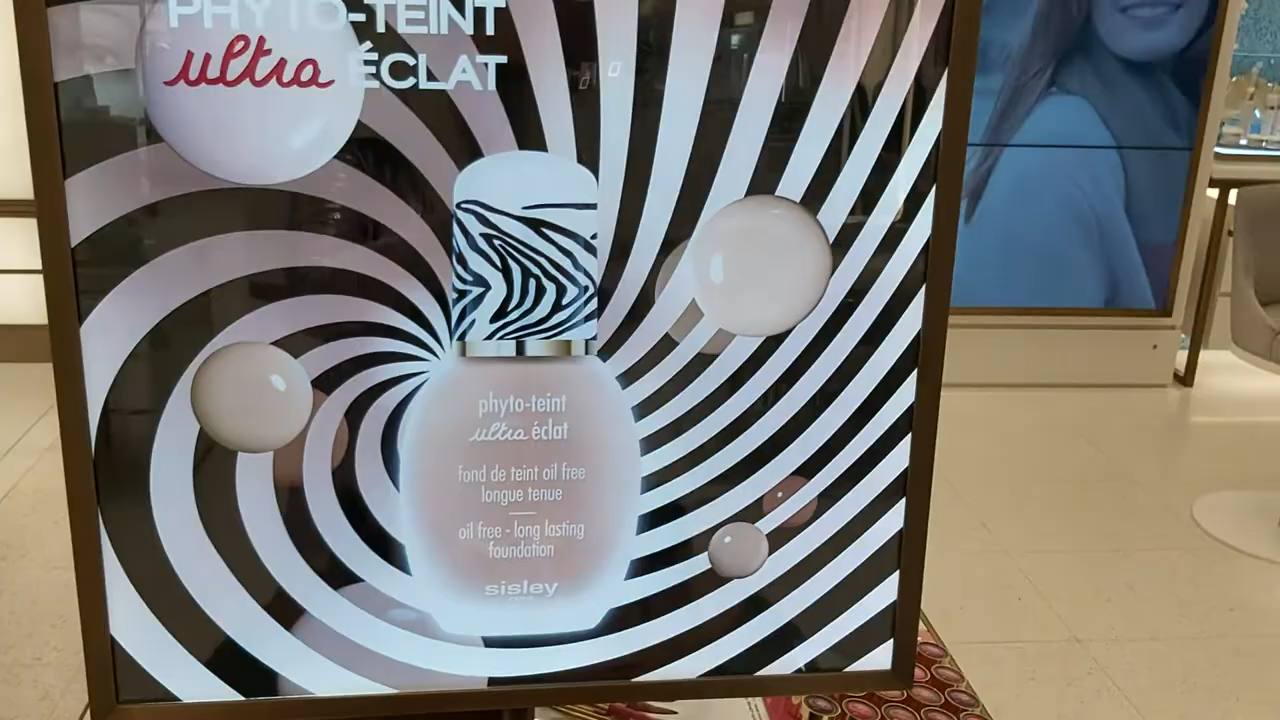 PHYTO-TEINT
ultra ÉCLAT
phyto-teint
ultra éclat
fond de teint oil free
longue tenue
oil free - long lasting
foundation
sisley